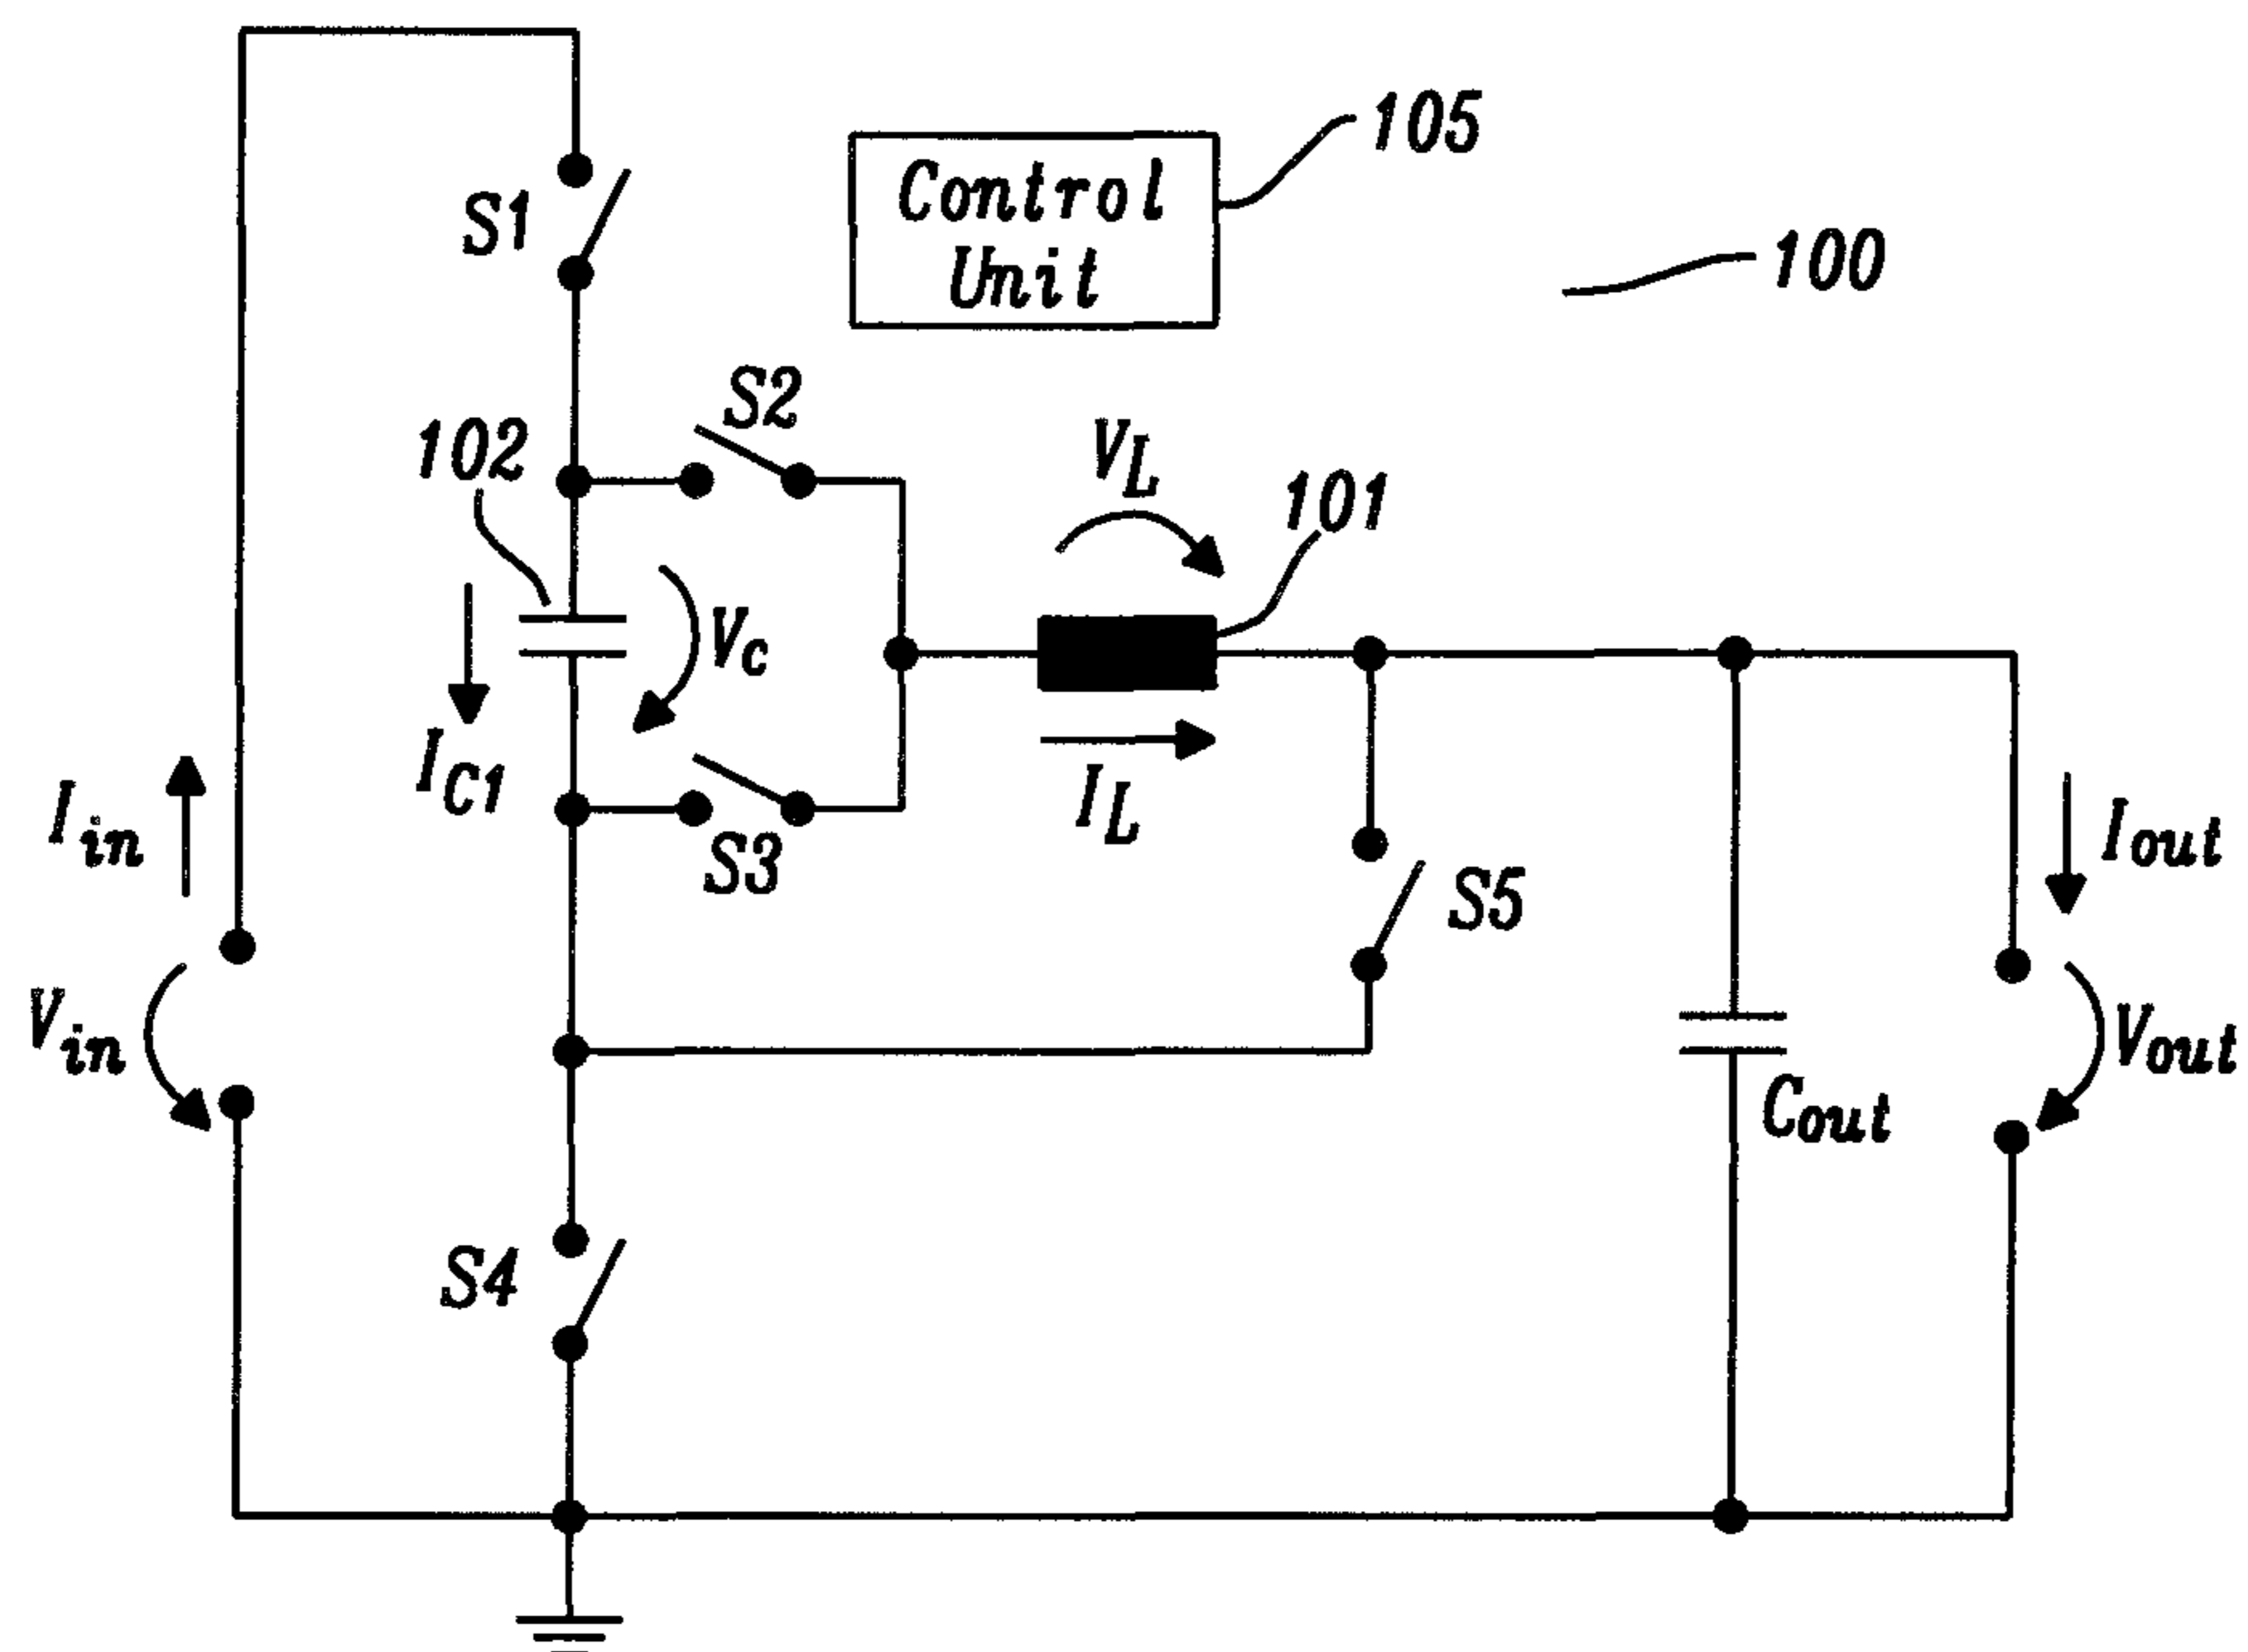 105
Control
Unit
100
S1
S2
102
VL
101
Vc
IC1
S3
IL
Iin
Iout
S5
Vin
Vout
Cout
S4